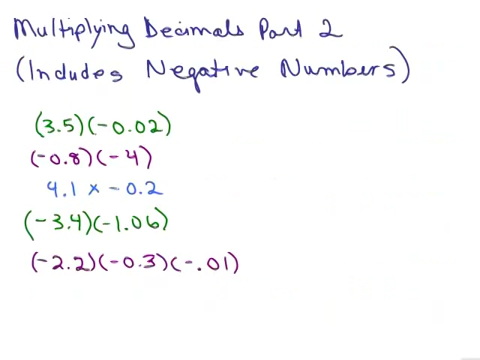 Multiplying Decimals Part 2
(Includes Negative Numbers)
(3.5)(-0.02)
(-0.8)(-4)
4.1 x -0.2
(-3.4)(-1.06)
(-2.2)(-0.3)(-.01)